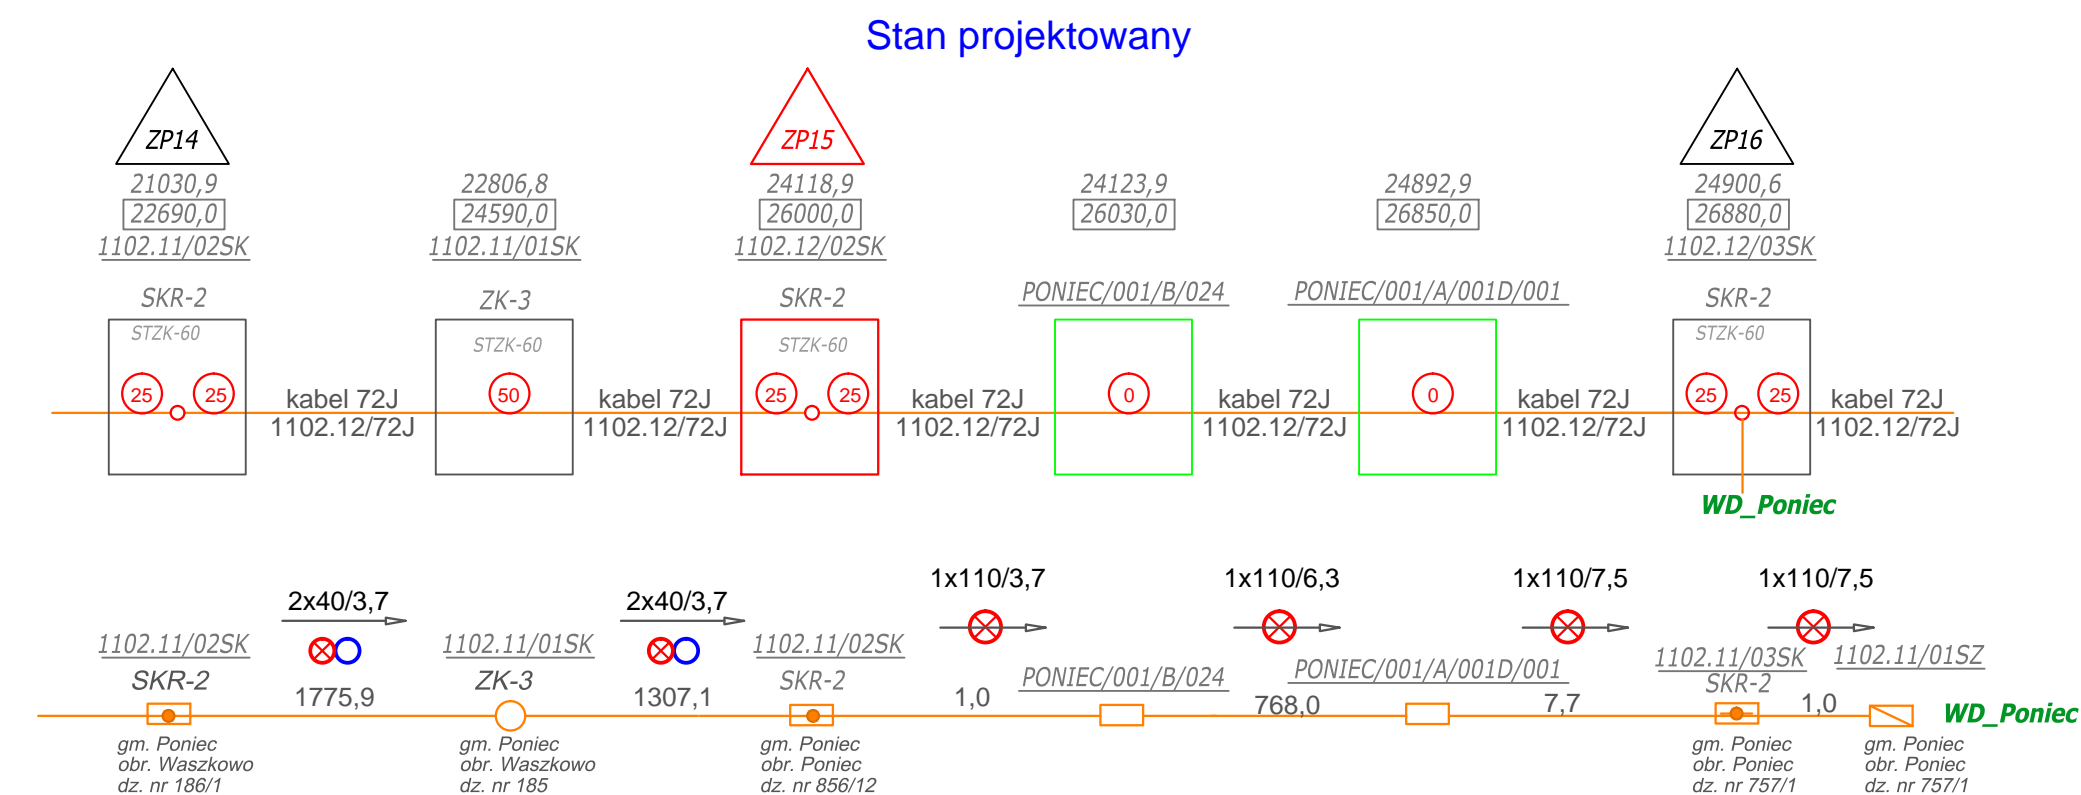 Stan projektowany
ZP14
ZP15
ZP16
21030,9
22806,8
24118,9
24123,9
24892,9
24900,6
22690,0
24590,0
26000,0
26030,0
26850,0
26880,0
1102.11/02SK
1102.11/01SK
1102.12/02SK
1102.12/03SK
SKR-2
ZK-3
SKR-2
PONIEC/001/B/024
PONIEC/001/A/001D/001
SKR-2
STZK-60
STZK-60
STZK-60
STZK-60
25
25
50
25
25
0
0
25
25
kabel 72J
kabel 72J
kabel 72J
kabel 72J
kabel 72J
kabel 72J
1102.12/72J
1102.12/72J
1102.12/72J
1102.12/72J
1102.12/72J
1102.12/72J
WD_Poniec
2x40/3,7
2x40/3,7
1x110/3,7
1x110/6,3
1x110/7,5
1x110/7,5
1102.11/02SK
1102.11/01SK
1102.11/02SK
1102.11/03SK
1102.11/01SZ
SKR-2
ZK-3
SKR-2
PONIEC/001/B/024
PONIEC/001/A/001D/001
SKR-2
1775,9
1307,1
1,0
768,0
7,7
1,0
WD_Poniec
gm. Poniec
obr. Waszkowo
dz. nr 186/1
gm. Poniec
obr. Waszkowo
dz. nr 185
gm. Poniec
obr. Poniec
dz. nr 856/12
gm. Poniec
obr. Poniec
dz. nr 757/1
gm. Poniec
obr. Poniec
dz. nr 757/1